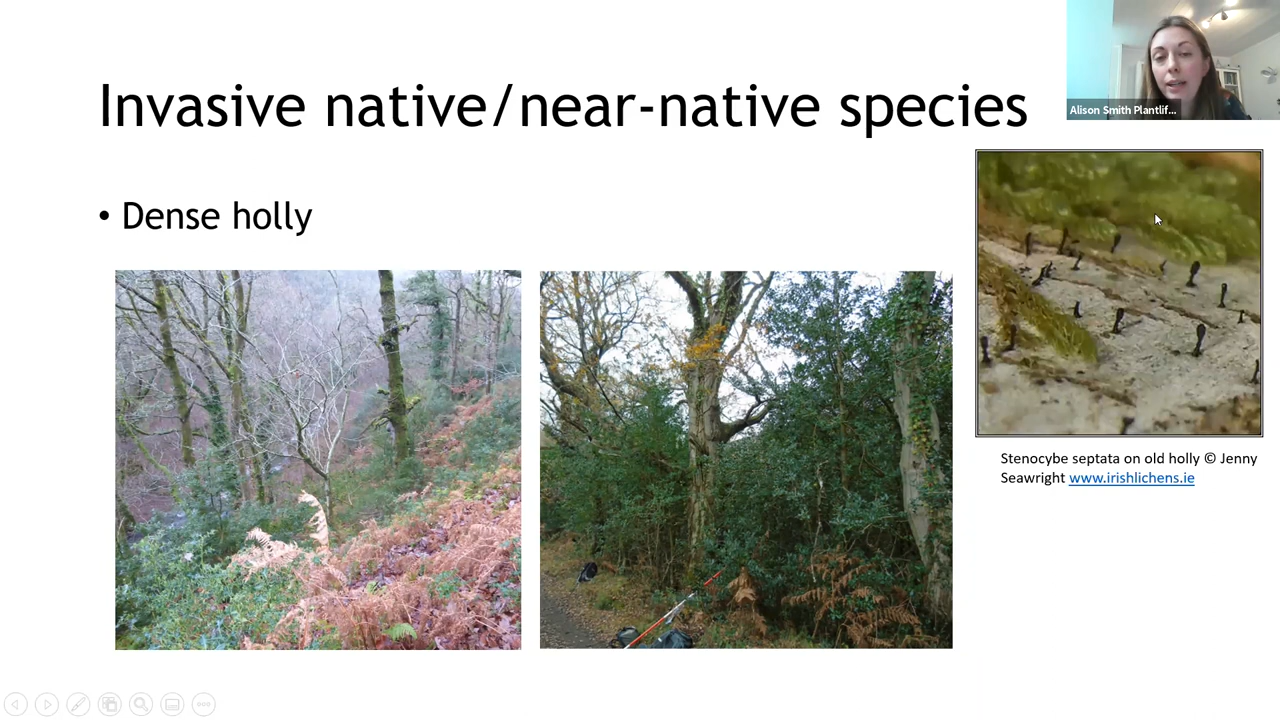 Alison Smith Plantlif...
Invasive native/near-native species
• Dense holly
Stenocybe septata on old holly © Jenny
Seawright www.irishlichens.ie